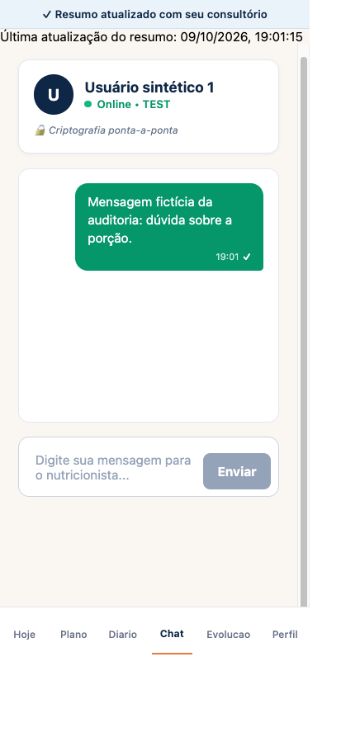 ✓ Resumo atualizado com seu consultório
Última atualização do resumo: 09/10/2026, 19:01:15
U
Usuário sintético 1
Online • TEST
🔒 Criptografia ponta-a-ponta
Mensagem fictícia da
auditoria: dúvida sobre a
porção.
19:01 ✓
Digite sua mensagem para
o nutricionista...
Enviar
Hoje
Plano
Diario
Chat
Evolucao
Perfil